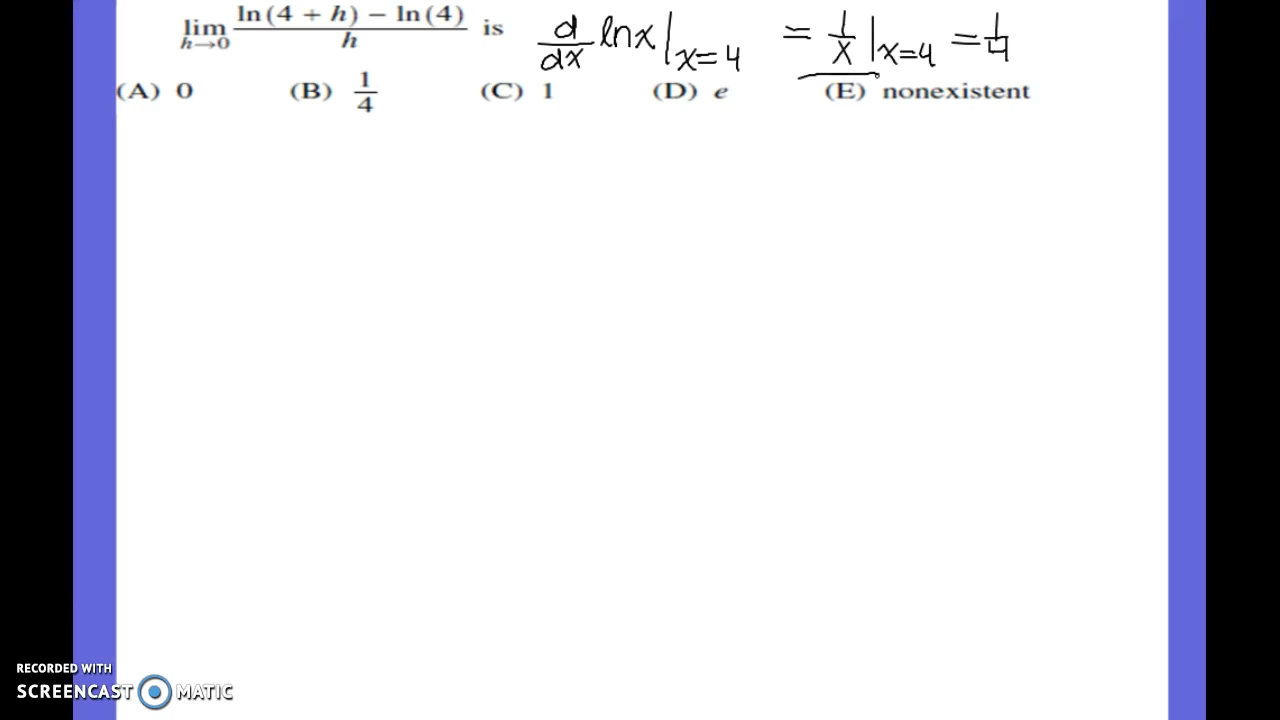 lim h→0 (ln(4 + h) − ln(4))/h is d/dx ln x |x=4 = 1/x |x=4 = 1/4
(A) 0 (B) 1/4 (C) 1 (D) e (E) nonexistent
RECORDED WITH
SCREENCAST MATIC